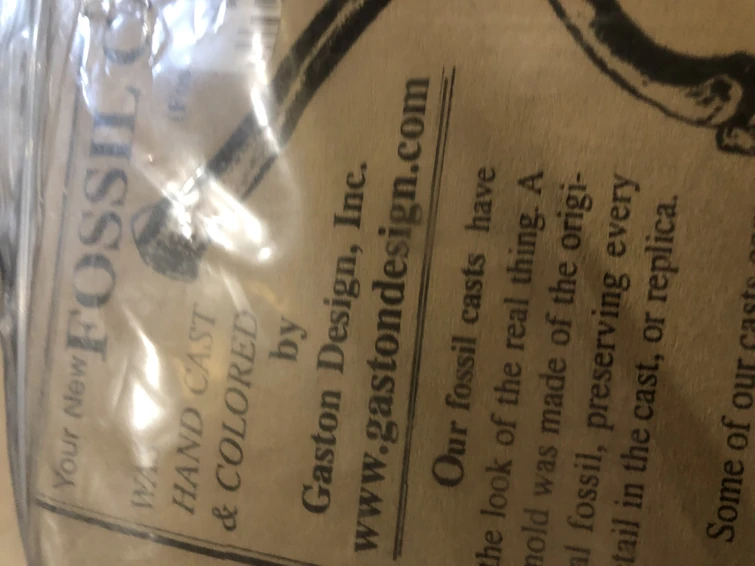 Your New
FOSSIL
HAND CAST
& COLORED
by
Gaston Design, Inc.
www.gastondesign.com
Our fossil casts have
the look of the real thing. A
mold was made of the origi-
al fossil, preserving every
tail in the cast, or replica.
Some of our casts